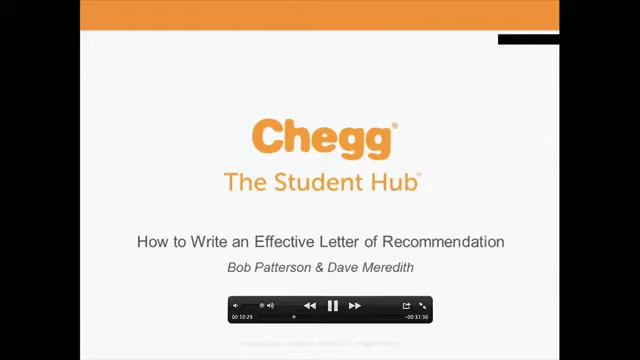 Chegg®
The Student Hub™
How to Write an Effective Letter of Recommendation
Bob Patterson & Dave Meredith
00:10:29
-00:31:36